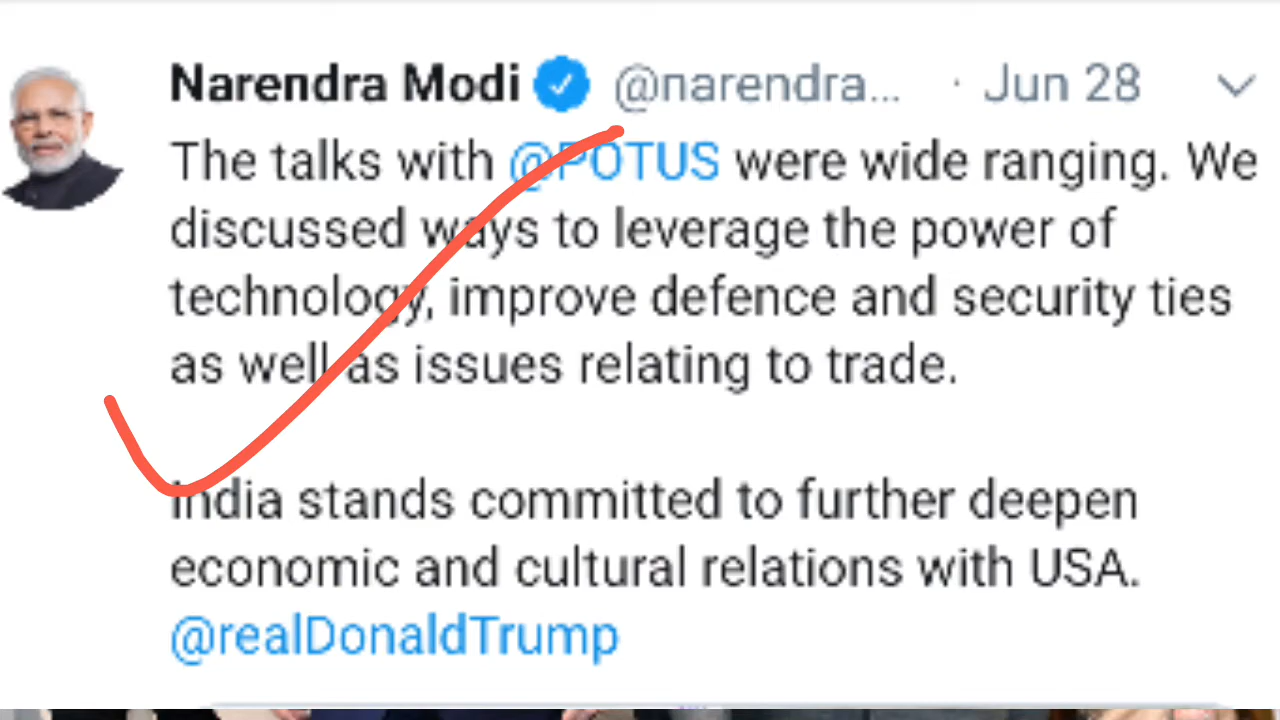 Narendra Modi @narendra... · Jun 28
The talks with @POTUS were wide ranging. We
discussed ways to leverage the power of
technology, improve defence and security ties
as well as issues relating to trade.
India stands committed to further deepen
economic and cultural relations with USA.
@realDonaldTrump